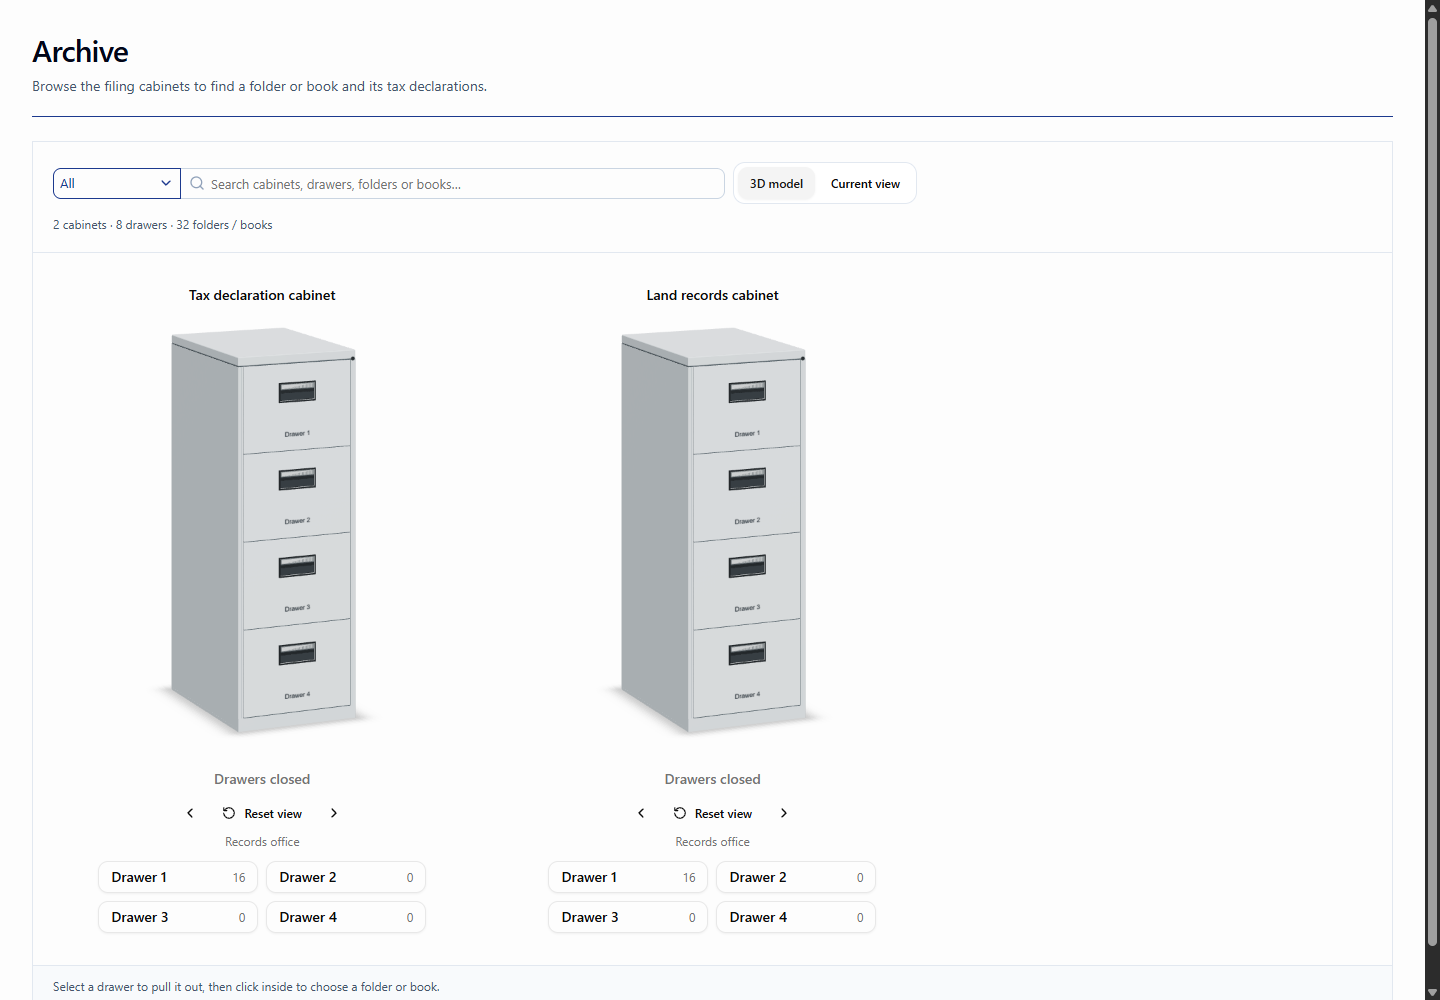 Archive
Browse the filing cabinets to find a folder or book and its tax declarations.
All
Search cabinets, drawers, folders or books...
3D model
Current view
2 cabinets · 8 drawers · 32 folders / books
Tax declaration cabinet
Drawer 1
Drawer 2
Drawer 3
Drawer 4
Drawers closed
Reset view
Records office
Drawer 1 16
Drawer 2 0
Drawer 3 0
Drawer 4 0
Land records cabinet
Drawer 1
Drawer 2
Drawer 3
Drawer 4
Drawers closed
Reset view
Records office
Drawer 1 16
Drawer 2 0
Drawer 3 0
Drawer 4 0
Select a drawer to pull it out, then click inside to choose a folder or book.